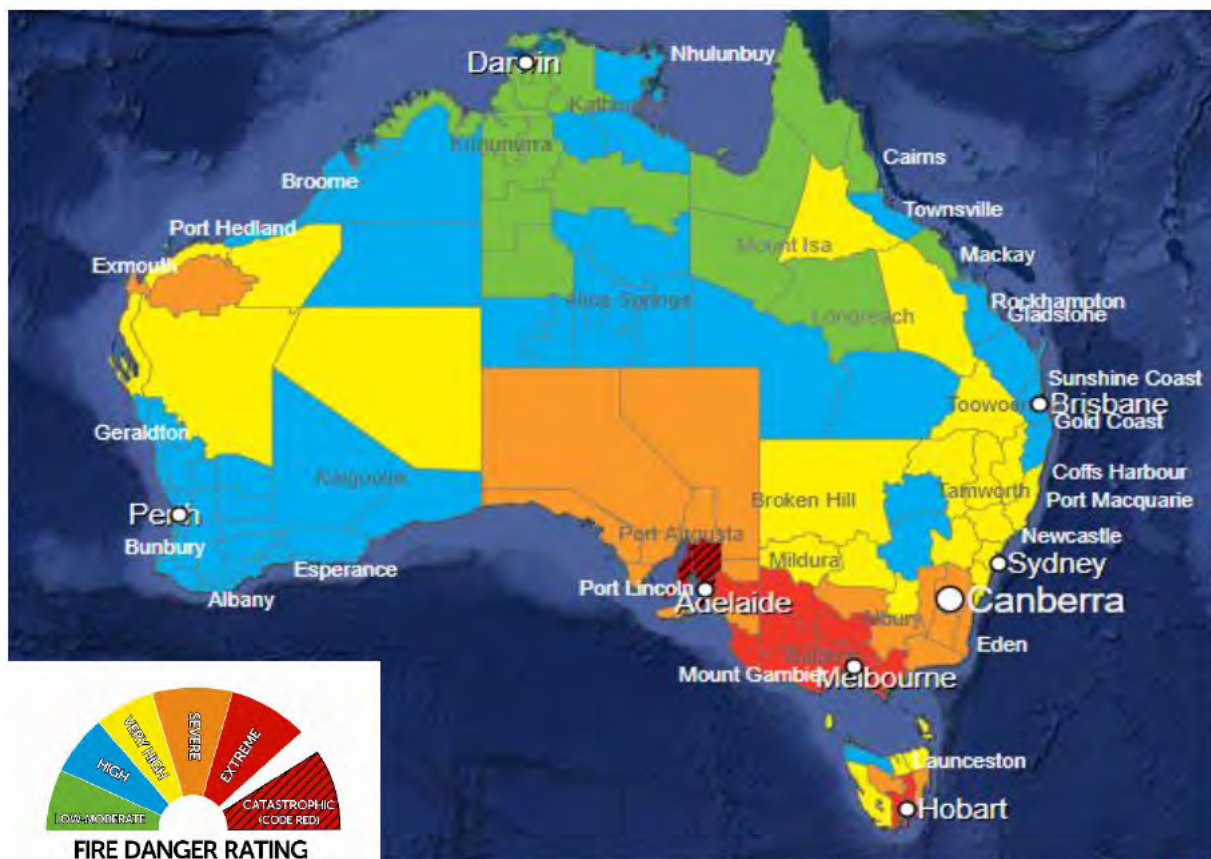 Darwin
Nhulunbuy
Kununurra
Broome
Cairns
Townsville
Port Hedland
Mount Isa
Mackay
Exmouth
Alice Springs
Rockhampton
Longreach
Gladstone
Sunshine Coast
Brisbane
Gold Coast
Geraldton
Kalgoorlie
Coffs Harbour
Tamworth
Broken Hill
Port Macquarie
Perth
Port Augusta
Newcastle
Bunbury
Mildura
Sydney
Esperance
Port Lincoln
Albany
Adelaide
Canberra
Albury
Eden
Mount Gambier
Melbourne
Launceston
Hobart
LOW-MODERATE
HIGH
VERY HIGH
SEVERE
EXTREME
CATASTROPHIC
(CODE RED)
FIRE DANGER RATING